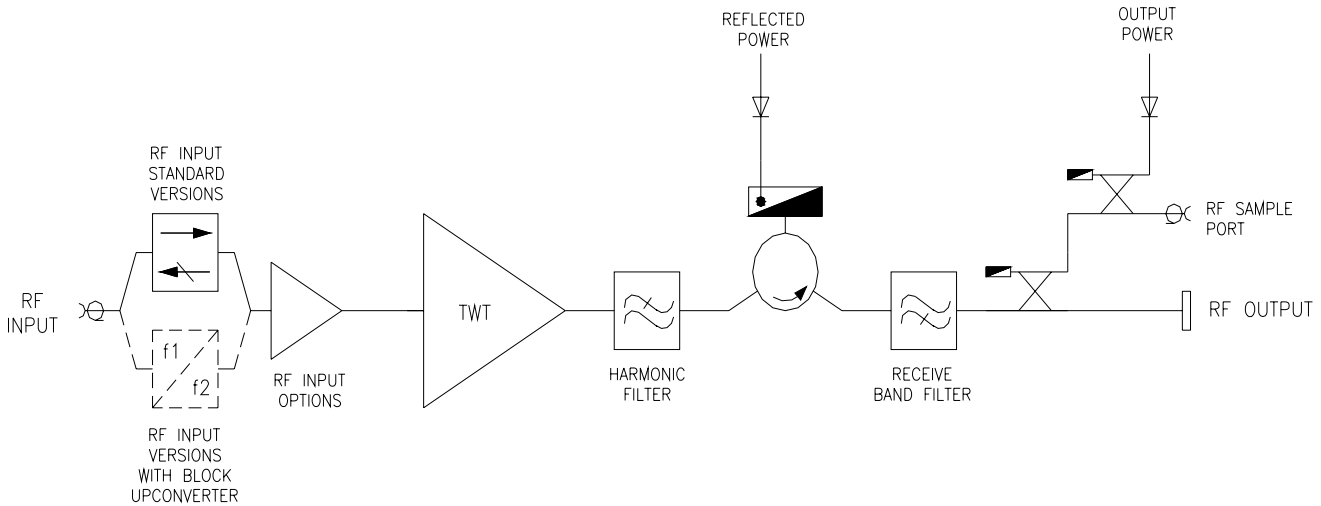 REFLECTED
POWER
OUTPUT
POWER
RF INPUT
STANDARD
VERSIONS
RF SAMPLE
PORT
RF
INPUT
TWT
RF OUTPUT
f1
f2
RF INPUT
OPTIONS
HARMONIC
FILTER
RECEIVE
BAND FILTER
RF INPUT
VERSIONS
WITH BLOCK
UPCONVERTER